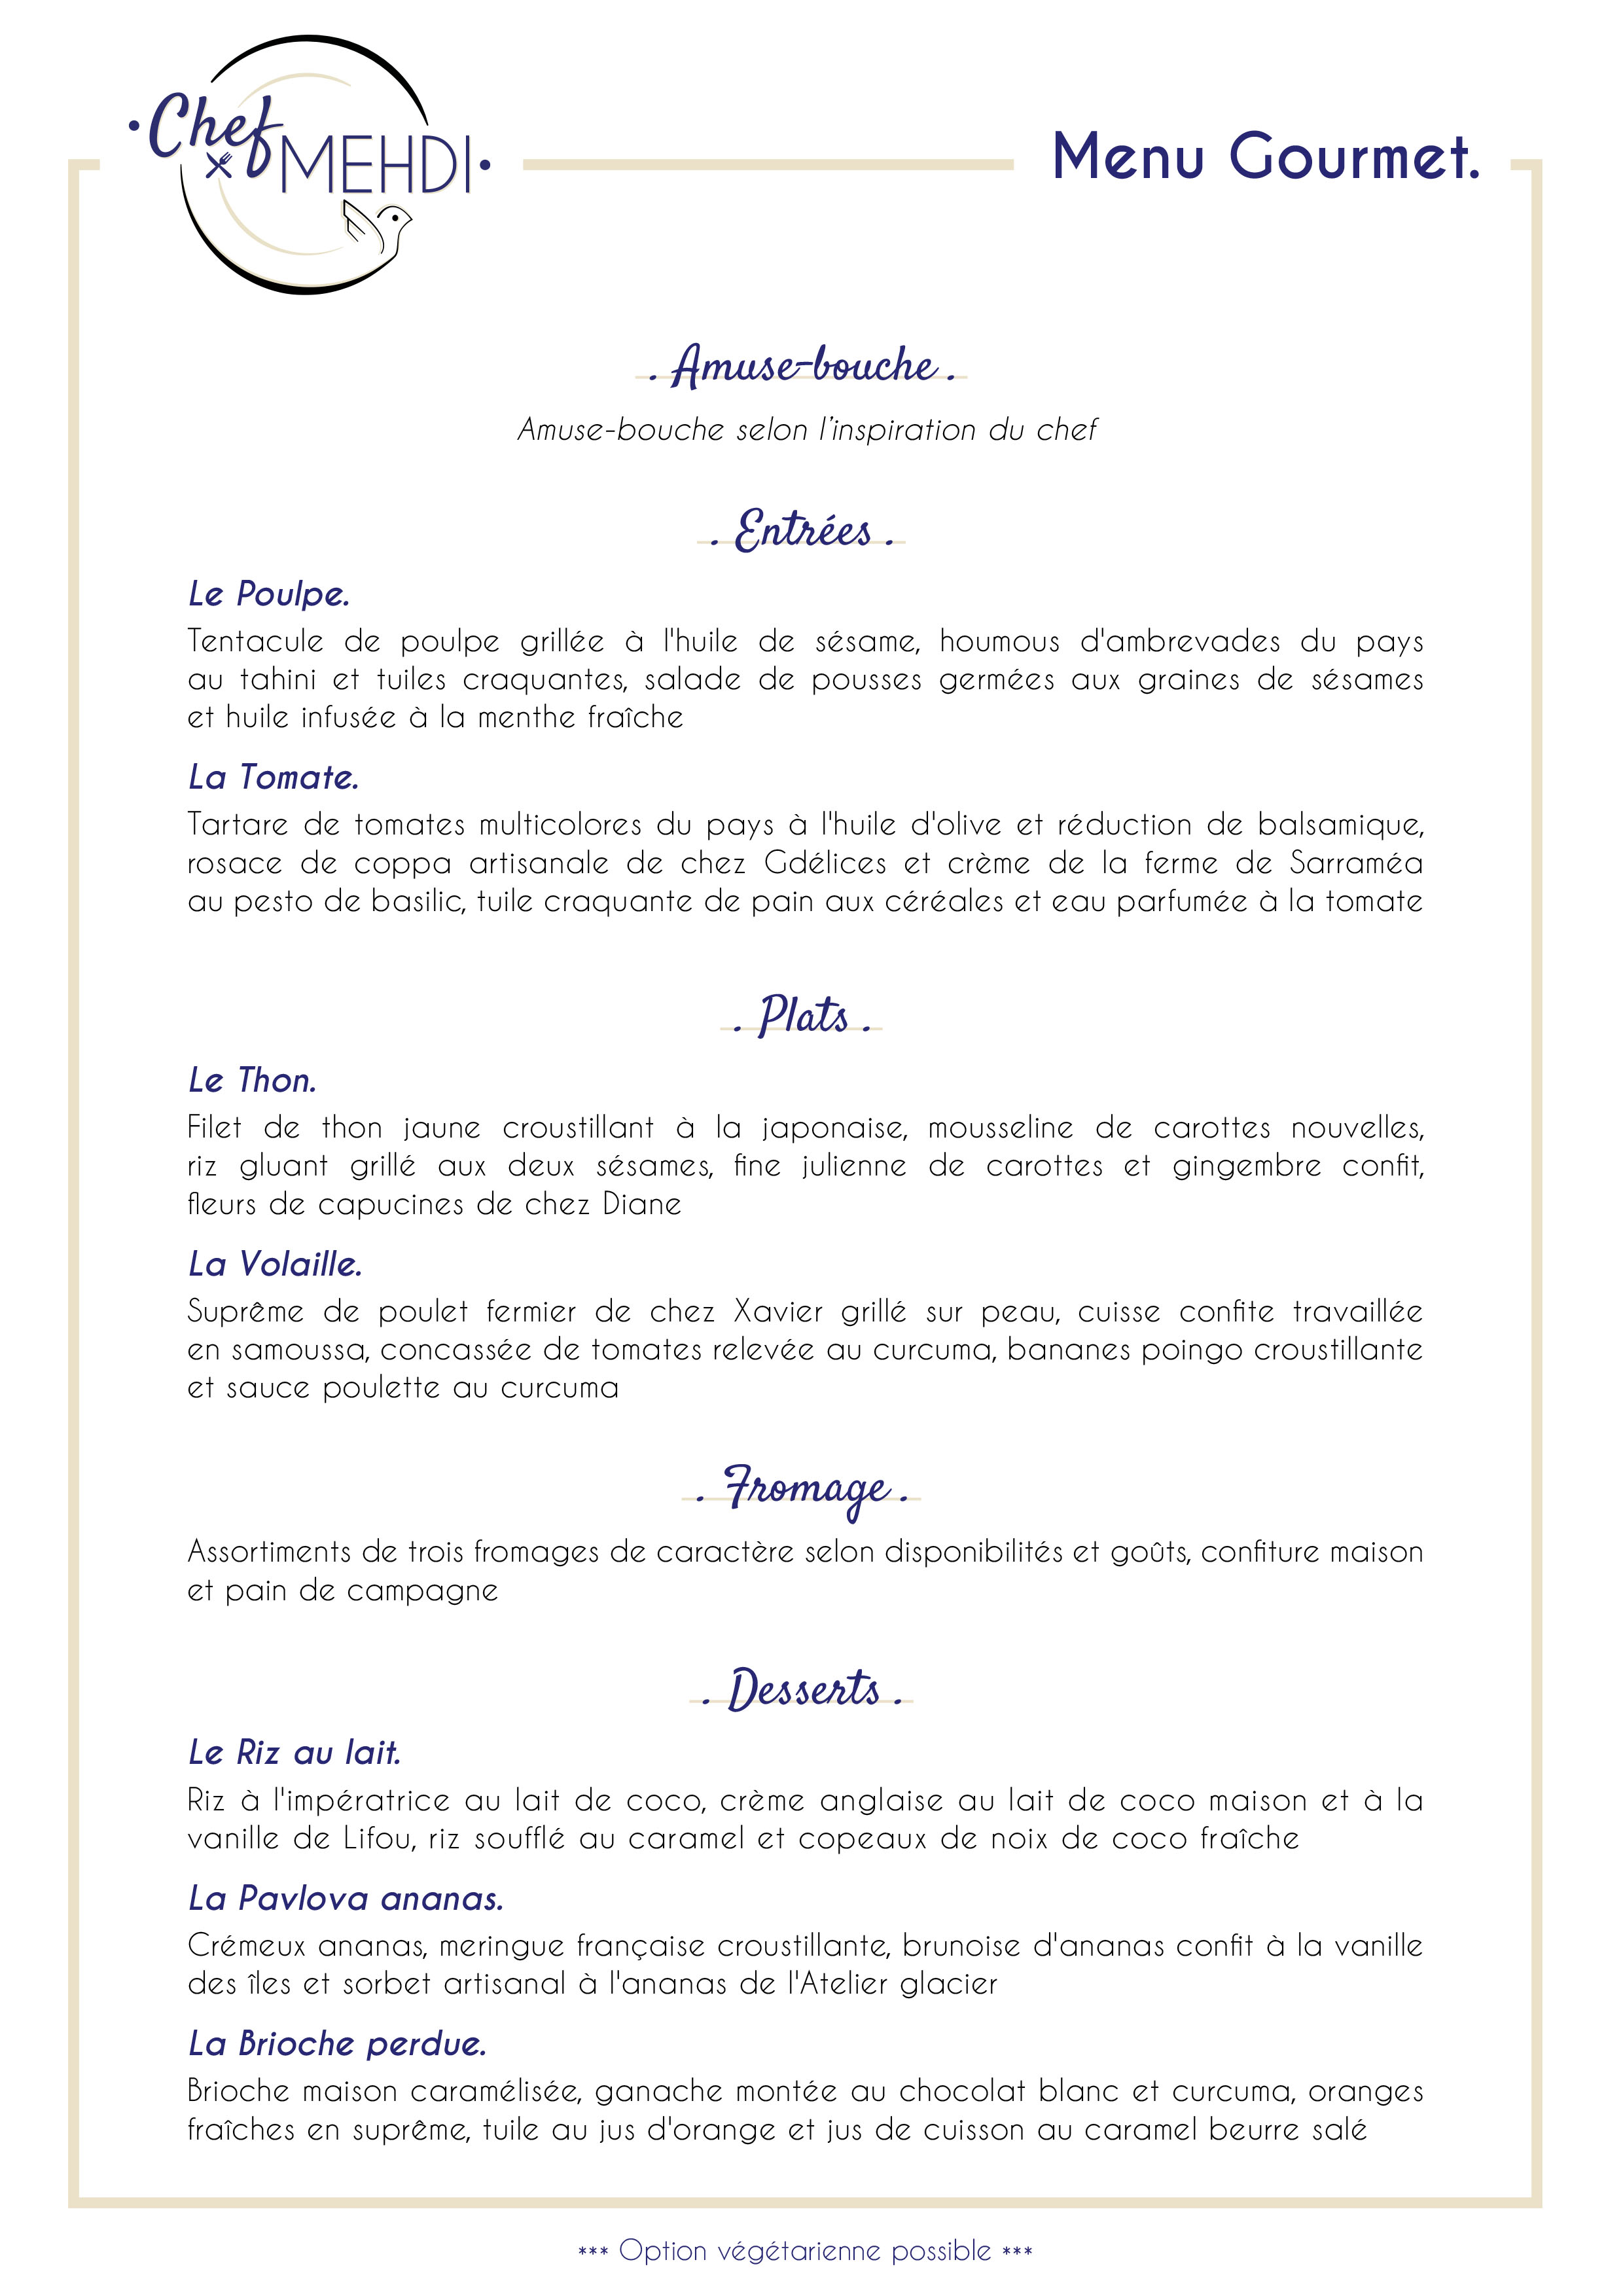 Chef
MEHDI
Menu Gourmet.
. Amuse-bouche .
Amuse-bouche selon l’inspiration du chef
. Entrées .
Le Poulpe.
Tentacule de poulpe grillée à l'huile de sésame, houmous d'ambrevades du pays
au tahini et tuiles craquantes, salade de pousses germées aux graines de sésames
et huile infusée à la menthe fraîche
La Tomate.
Tartare de tomates multicolores du pays à l'huile d'olive et réduction de balsamique,
rosace de coppa artisanale de chez Gdélices et crème de la ferme de Sarraméa
au pesto de basilic, tuile craquante de pain aux céréales et eau parfumée à la tomate
. Plats .
Le Thon.
Filet de thon jaune croustillant à la japonaise, mousseline de carottes nouvelles,
riz gluant grillé aux deux sésames, fine julienne de carottes et gingembre confit,
fleurs de capucines de chez Diane
La Volaille.
Suprême de poulet fermier de chez Xavier grillé sur peau, cuisse confite travaillée
en samoussa, concassée de tomates relevée au curcuma, bananes poingo croustillante
et sauce poulette au curcuma
. Fromage .
Assortiments de trois fromages de caractère selon disponibilités et goûts, confiture maison
et pain de campagne
. Desserts .
Le Riz au lait.
Riz à l'impératrice au lait de coco, crème anglaise au lait de coco maison et à la
vanille de Lifou, riz soufflé au caramel et copeaux de noix de coco fraîche
La Pavlova ananas.
Crémeux ananas, meringue française croustillante, brunoise d'ananas confit à la vanille
des îles et sorbet artisanal à l'ananas de l'Atelier glacier
La Brioche perdue.
Brioche maison caramélisée, ganache montée au chocolat blanc et curcuma, oranges
fraîches en suprême, tuile au jus d'orange et jus de cuisson au caramel beurre salé
*** Option végétarienne possible ***